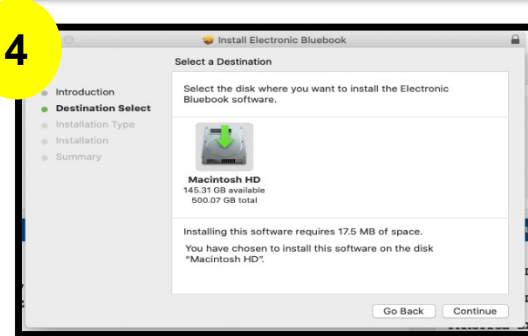 4
Install Electronic Bluebook
Select a Destination
Introduction
Destination Select
Installation Type
Installation
Summary
Select the disk where you want to install the Electronic
Bluebook software.
Macintosh HD
145.31 GB available
500.07 GB total
Installing this software requires 17.5 MB of space.
You have chosen to install this software on the disk
“Macintosh HD”.
Go Back Continue